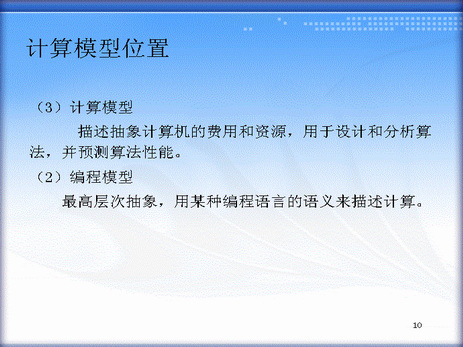 计算模型位置
（3）计算模型
描述抽象计算机的费用和资源，用于设计和分析算
法，并预测算法性能。
（2）编程模型
最高层次抽象，用某种编程语言的语义来描述计算。
10